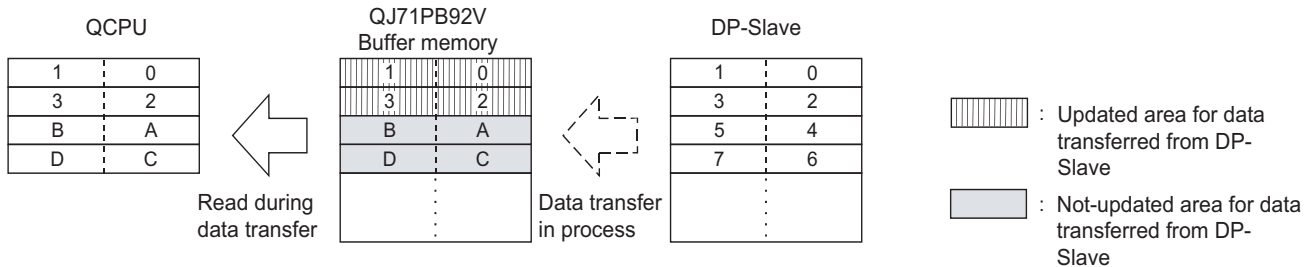 QCPU
1 0
3 2
B A
D C
Read during
data transfer
QJ71PB92V
Buffer memory
1 0
3 2
B A
D C
Data transfer
in process
DP-Slave
1 0
3 2
5 4
7 6
: Updated area for data
transferred from DP-
Slave
: Not-updated area for data
transferred from DP-
Slave